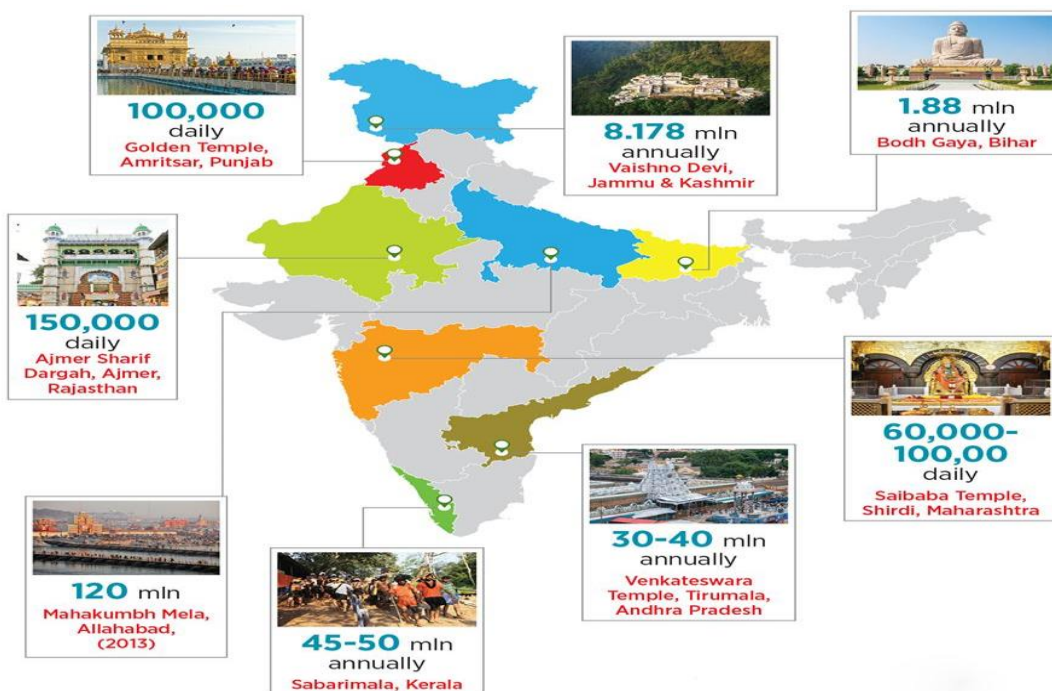 100,000
daily
Golden Temple,
Amritsar, Punjab
8.178 mln
annually
Vaishno Devi,
Jammu & Kashmir
1.88 mln
annually
Bodh Gaya, Bihar
150,000
daily
Ajmer Sharif
Dargah, Ajmer,
Rajasthan
60,000-
100,00
daily
Saibaba Temple,
Shirdi, Maharashtra
120 mln
Mahakumbh Mela,
Allahabad,
(2013)
45-50 mln
annually
Sabarimala, Kerala
30-40 mln
annually
Venkateswara
Temple, Tirumala,
Andhra Pradesh